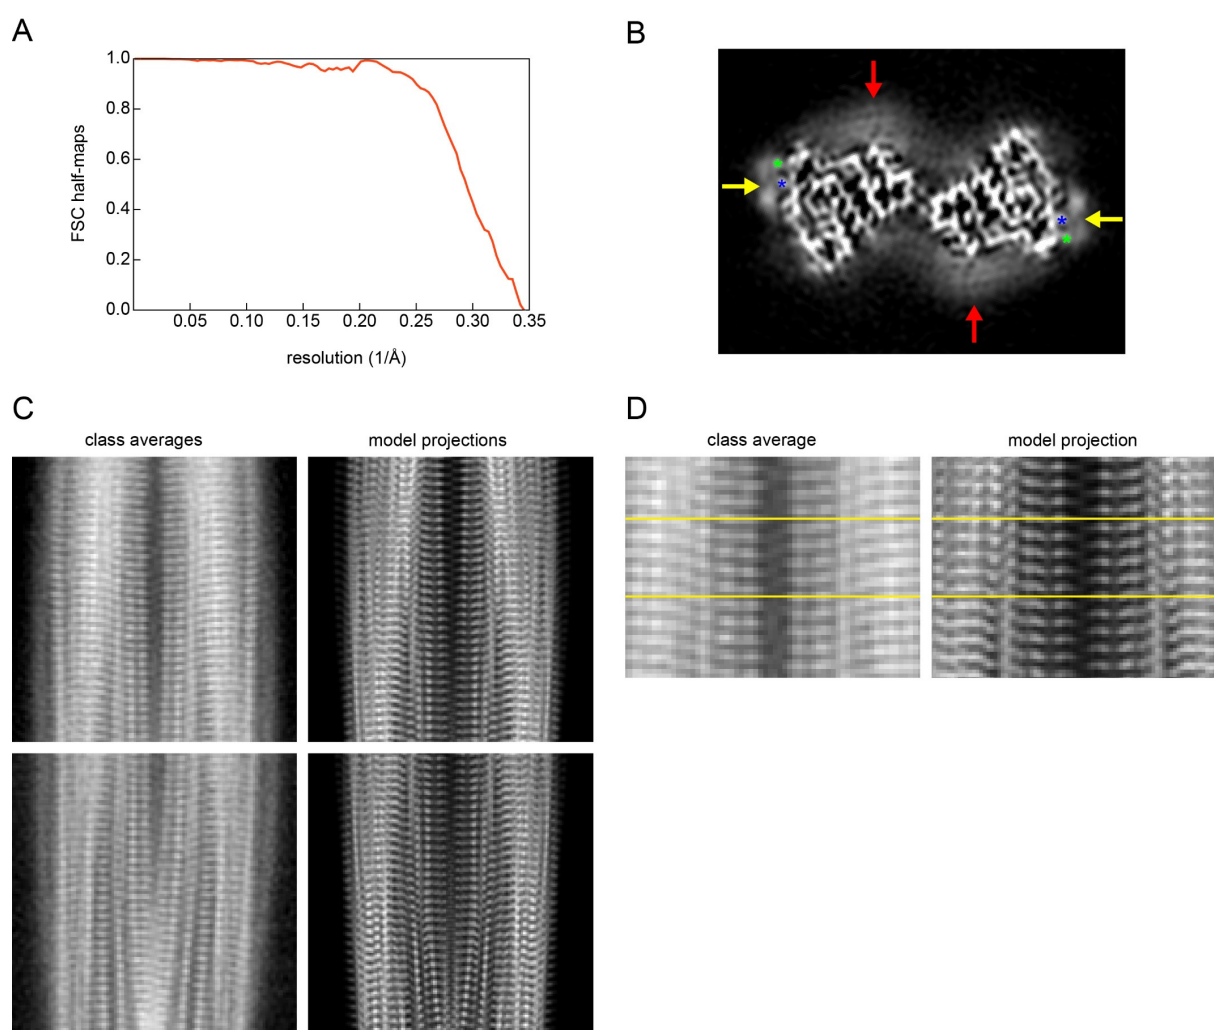 A
B
FSC half-maps
1.0
0.8
0.6
0.4
0.2
0.0
0.05 0.10 0.15 0.20 0.25 0.30 0.35
resolution (1/Å)
* *
* *
C
D
class averages model projections
class average model projection